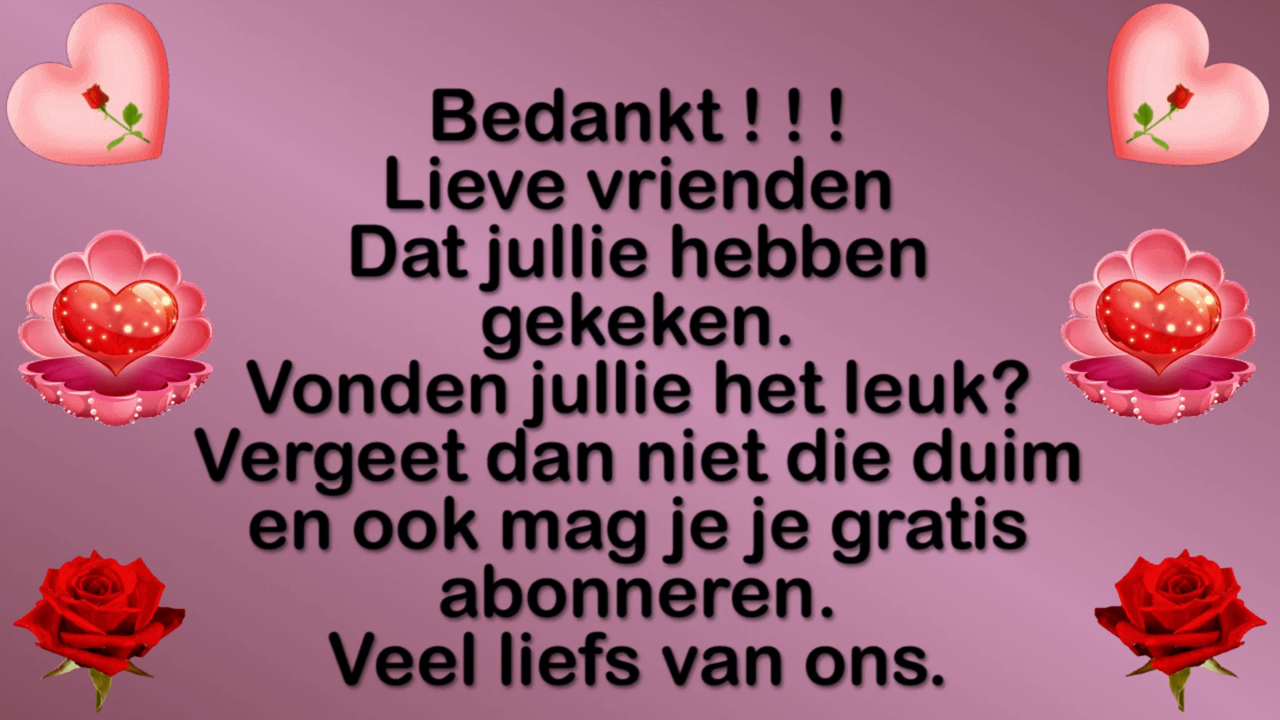 Bedankt ! ! !
Lieve vrienden
Dat jullie hebben
gekeken.
Vonden jullie het leuk?
Vergeet dan niet die duim
en ook mag je je gratis
abonneren.
Veel liefs van ons.